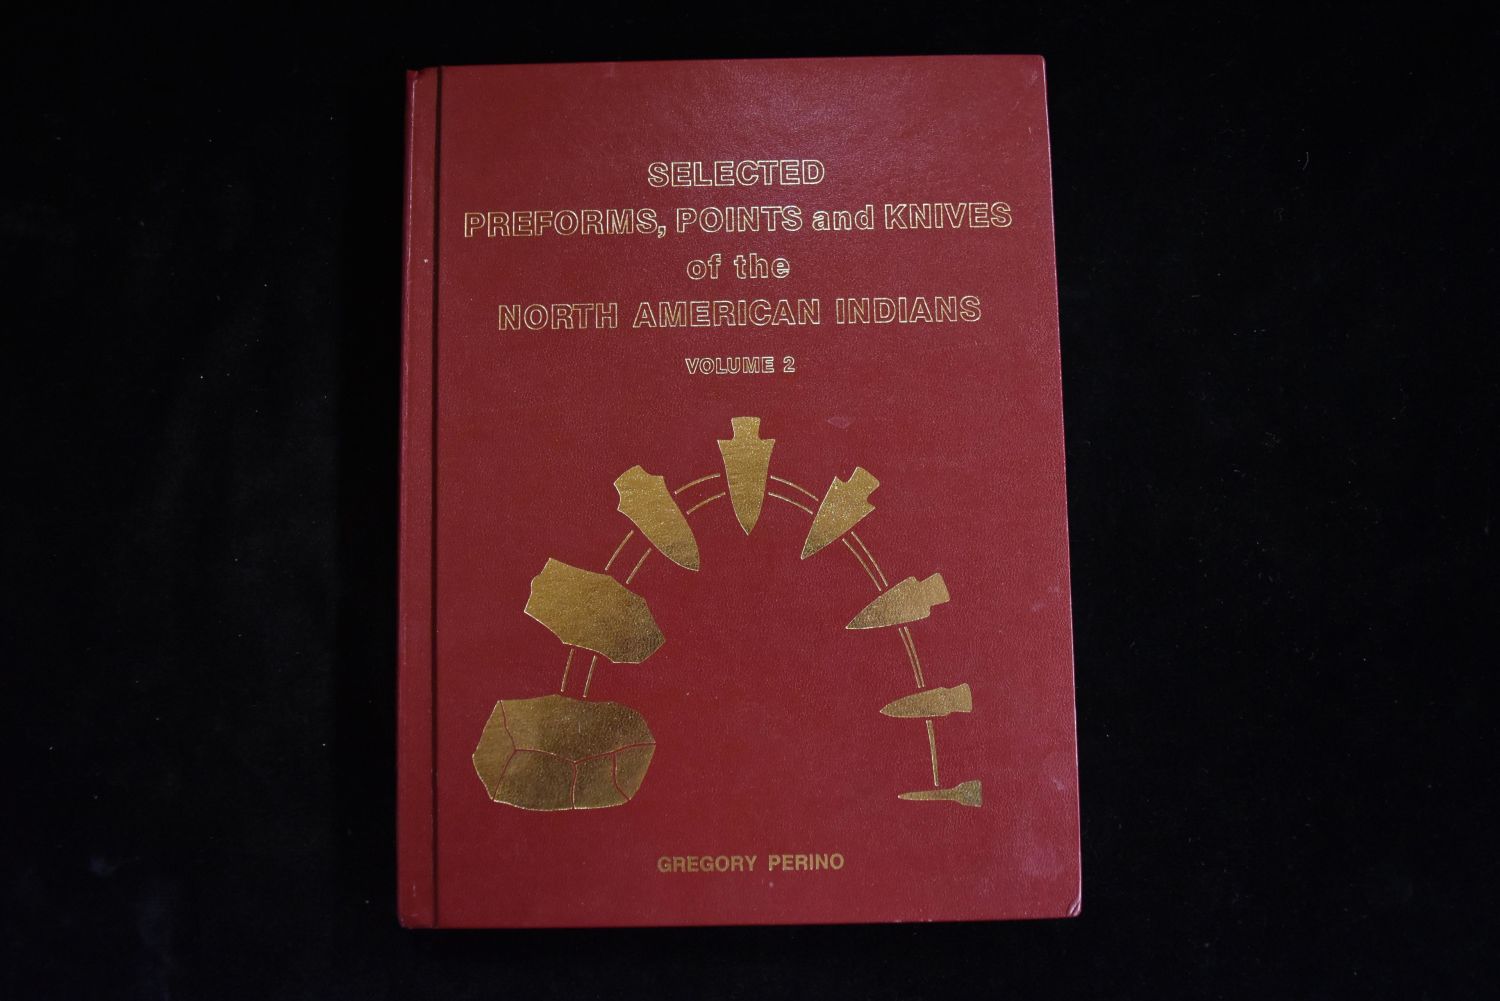 SELECTED
PREFORMS, POINTS and KNIVES
of the
NORTH AMERICAN INDIANS
VOLUME 2
GREGORY PERINO